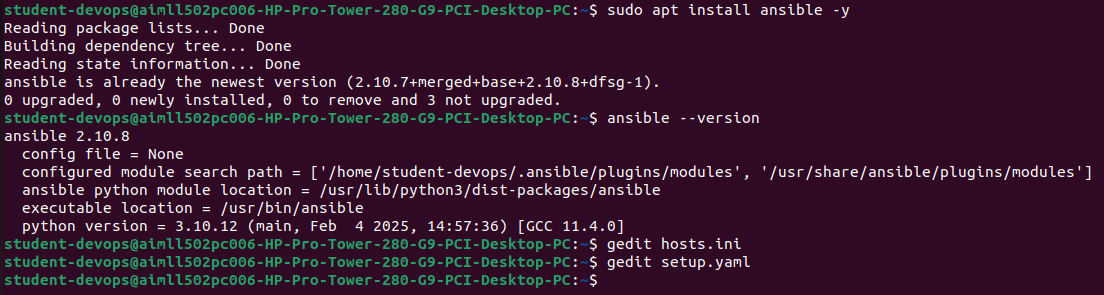 student-devops@aimll502pc006-HP-Pro-Tower-280-G9-PCI-Desktop-PC:~$ sudo apt install ansible -y
Reading package lists... Done
Building dependency tree... Done
Reading state information... Done
ansible is already the newest version (2.10.7+merged+base+2.10.8+dfsg-1).
0 upgraded, 0 newly installed, 0 to remove and 3 not upgraded.
student-devops@aimll502pc006-HP-Pro-Tower-280-G9-PCI-Desktop-PC:~$ ansible --version
ansible 2.10.8
  config file = None
  configured module search path = ['/home/student-devops/.ansible/plugins/modules', '/usr/share/ansible/plugins/modules']
  ansible python module location = /usr/lib/python3/dist-packages/ansible
  executable location = /usr/bin/ansible
  python version = 3.10.12 (main, Feb  4 2025, 14:57:36) [GCC 11.4.0]
student-devops@aimll502pc006-HP-Pro-Tower-280-G9-PCI-Desktop-PC:~$ gedit hosts.ini
student-devops@aimll502pc006-HP-Pro-Tower-280-G9-PCI-Desktop-PC:~$ gedit setup.yaml
student-devops@aimll502pc006-HP-Pro-Tower-280-G9-PCI-Desktop-PC:~$